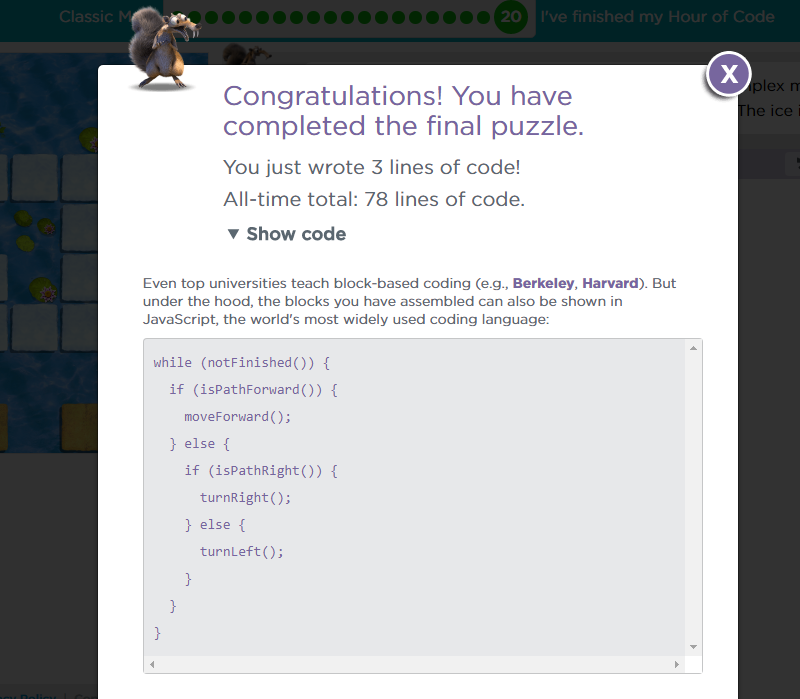 Classic M
20
I've finished my Hour of Code
X
plex m
The ice i
Congratulations! You have
completed the final puzzle.
You just wrote 3 lines of code!
All-time total: 78 lines of code.
▼ Show code
Even top universities teach block-based coding (e.g., Berkeley, Harvard). But
under the hood, the blocks you have assembled can also be shown in
JavaScript, the world's most widely used coding language:
while (notFinished()) {
  if (isPathForward()) {
    moveForward();
  } else {
    if (isPathRight()) {
      turnRight();
    } else {
      turnLeft();
    }
  }
}